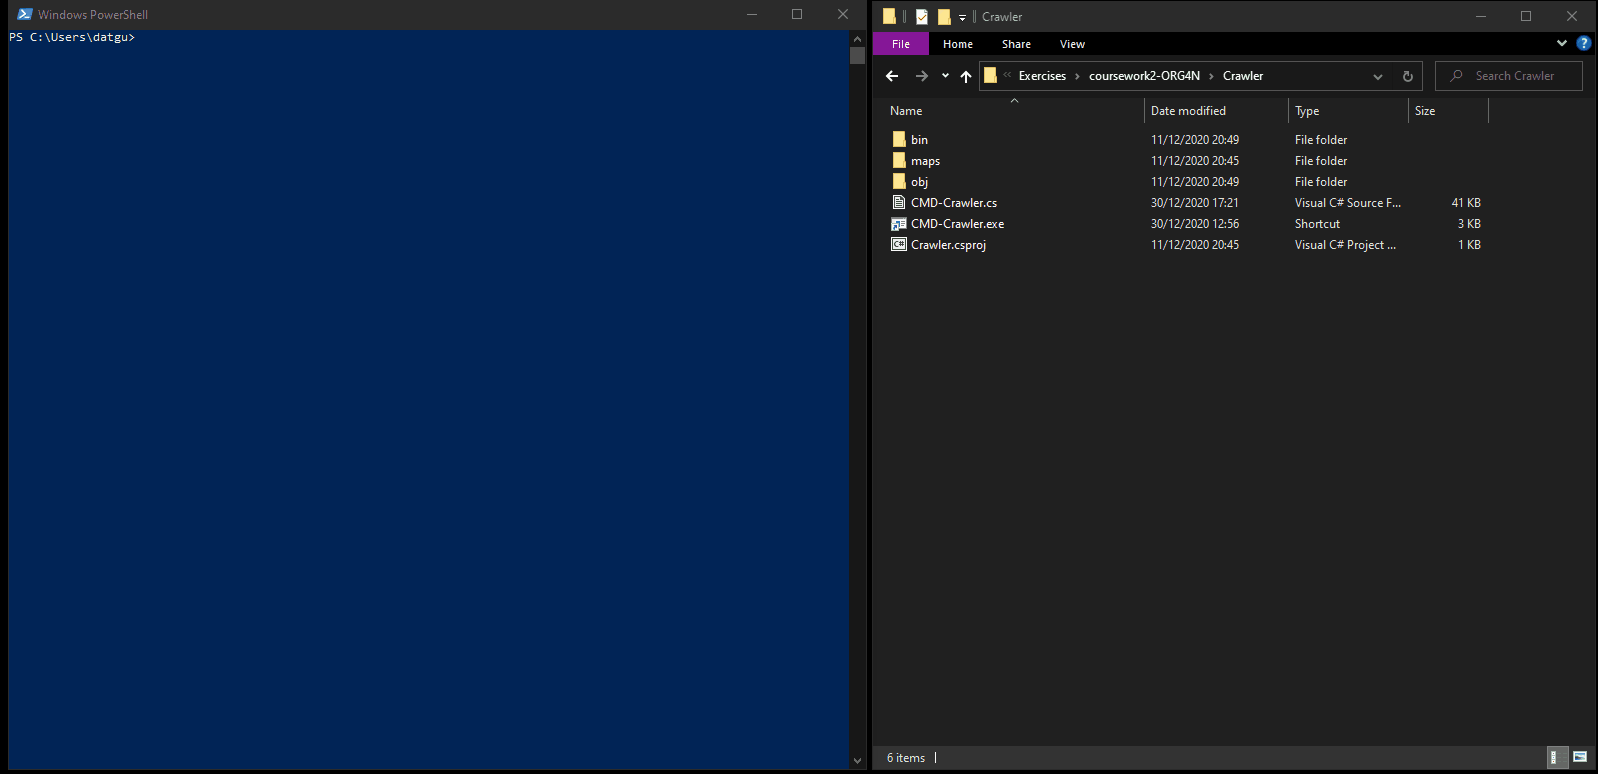 Windows PowerShell
PS C:\Users\datgu>
Crawler
File Home Share View
Exercises coursework2-ORG4N Crawler Search Crawler
Name Date modified Type Size
bin 11/12/2020 20:49 File folder
maps 11/12/2020 20:45 File folder
obj 11/12/2020 20:49 File folder
CMD-Crawler.cs 30/12/2020 17:21 Visual C# Source F... 41 KB
CMD-Crawler.exe 30/12/2020 12:56 Shortcut 3 KB
Crawler.csproj 11/12/2020 20:45 Visual C# Project ... 1 KB
6 items